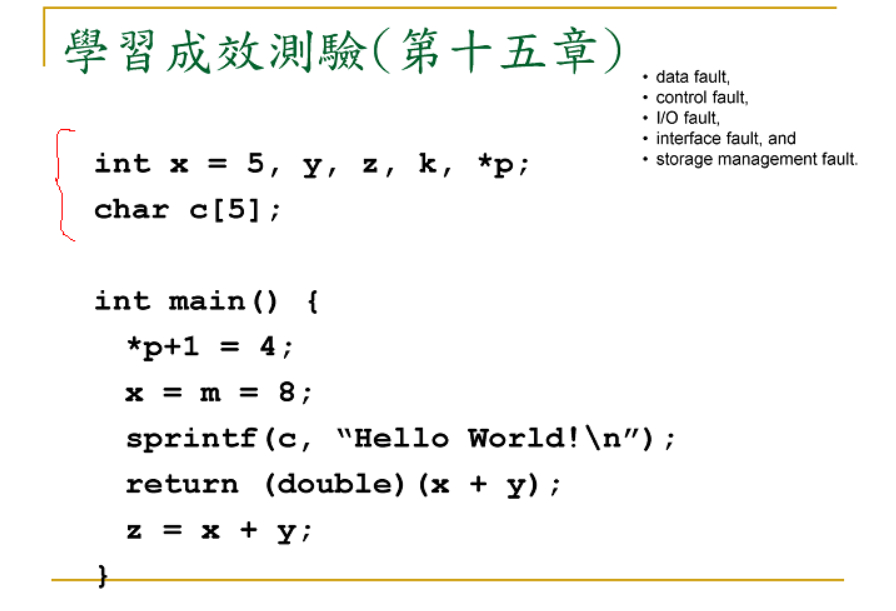 學習成效測驗(第十五章)
• data fault,
• control fault,
• I/O fault,
• interface fault, and
• storage management fault.
int x = 5, y, z, k, *p;
char c[5];
int main() {
*p+1 = 4;
x = m = 8;
sprintf(c, “Hello World!\n”);
return (double)(x + y);
z = x + y;
}